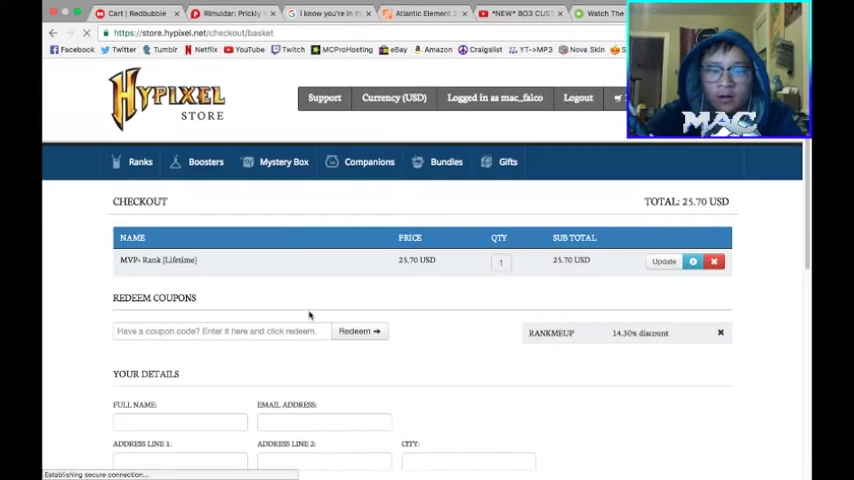 Cart | Redbubble
Rimuldar: Prickly
I know you're in th
Atlantic Element 2
*NEW* BO3 CUST
Watch The
https://store.hypixel.net/checkout/basket
Facebook Twitter Tumblr Netflix YouTube Twitch MCProHosting eBay Amazon Craigslist YT->MP3 Nova Skin
HYPIXEL
STORE
Support Currency (USD) Logged in as mac_falco Logout
MAC
Ranks Boosters Mystery Box Companions Bundles Gifts
CHECKOUT TOTAL: 25.70 USD
NAME PRICE QTY SUB TOTAL
MVP+ Rank [Lifetime] 25.70 USD 1 25.70 USD Update
REDEEM COUPONS
Have a coupon code? Enter it here and click redeem. Redeem
RANKMEUP 14.30% discount
YOUR DETAILS
FULL NAME: EMAIL ADDRESS:
ADDRESS LINE 1: ADDRESS LINE 2: CITY:
Establishing secure connection...